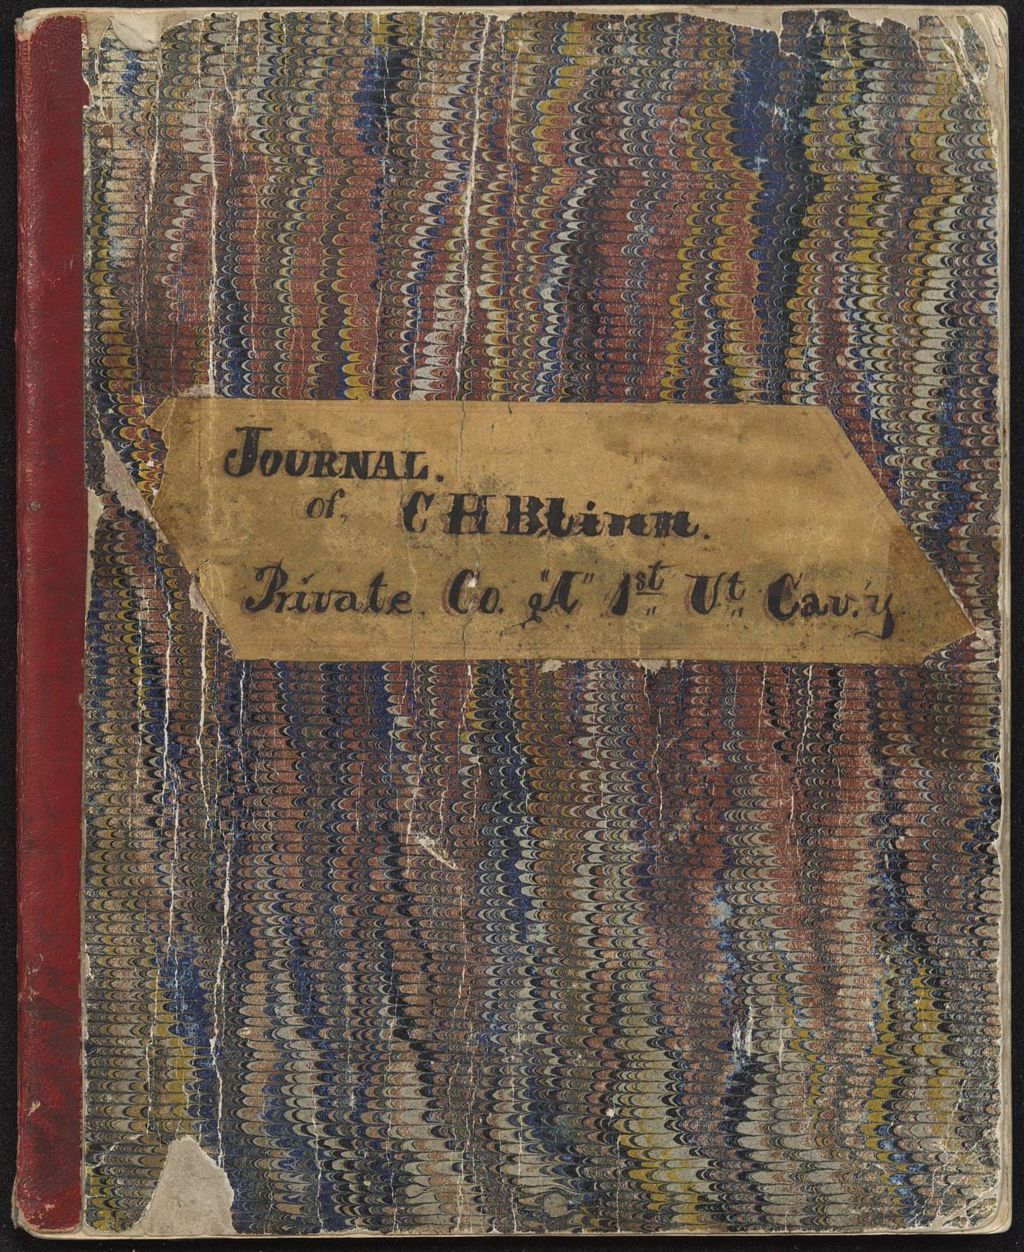 JOURNAL.
of, C H Blinn.
Private. Co. "A" 1st Vt. Cav.'y